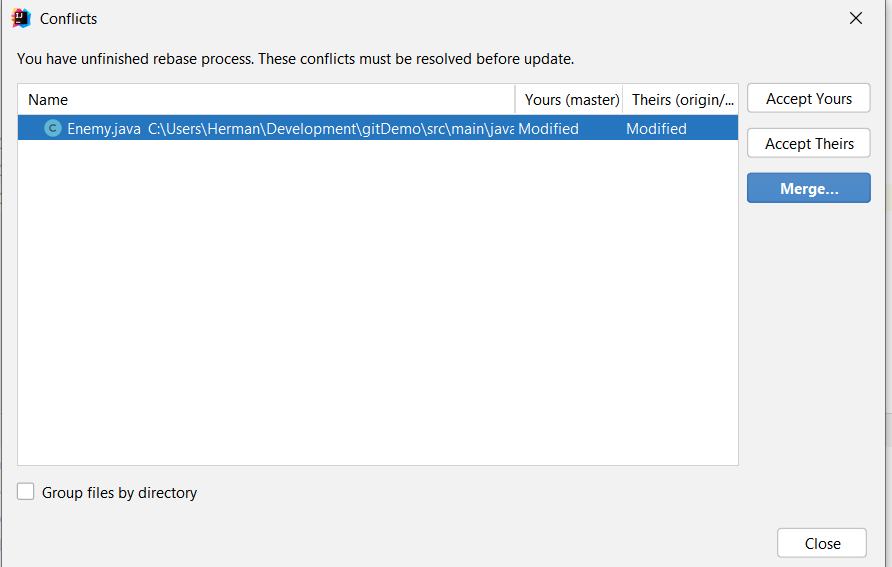 Conflicts
You have unfinished rebase process. These conflicts must be resolved before update.
Name Yours (master) Theirs (origin/...
Enemy.java C:\Users\Herman\Development\gitDemo\src\main\java Modified Modified
Accept Yours
Accept Theirs
Merge...
Group files by directory
Close